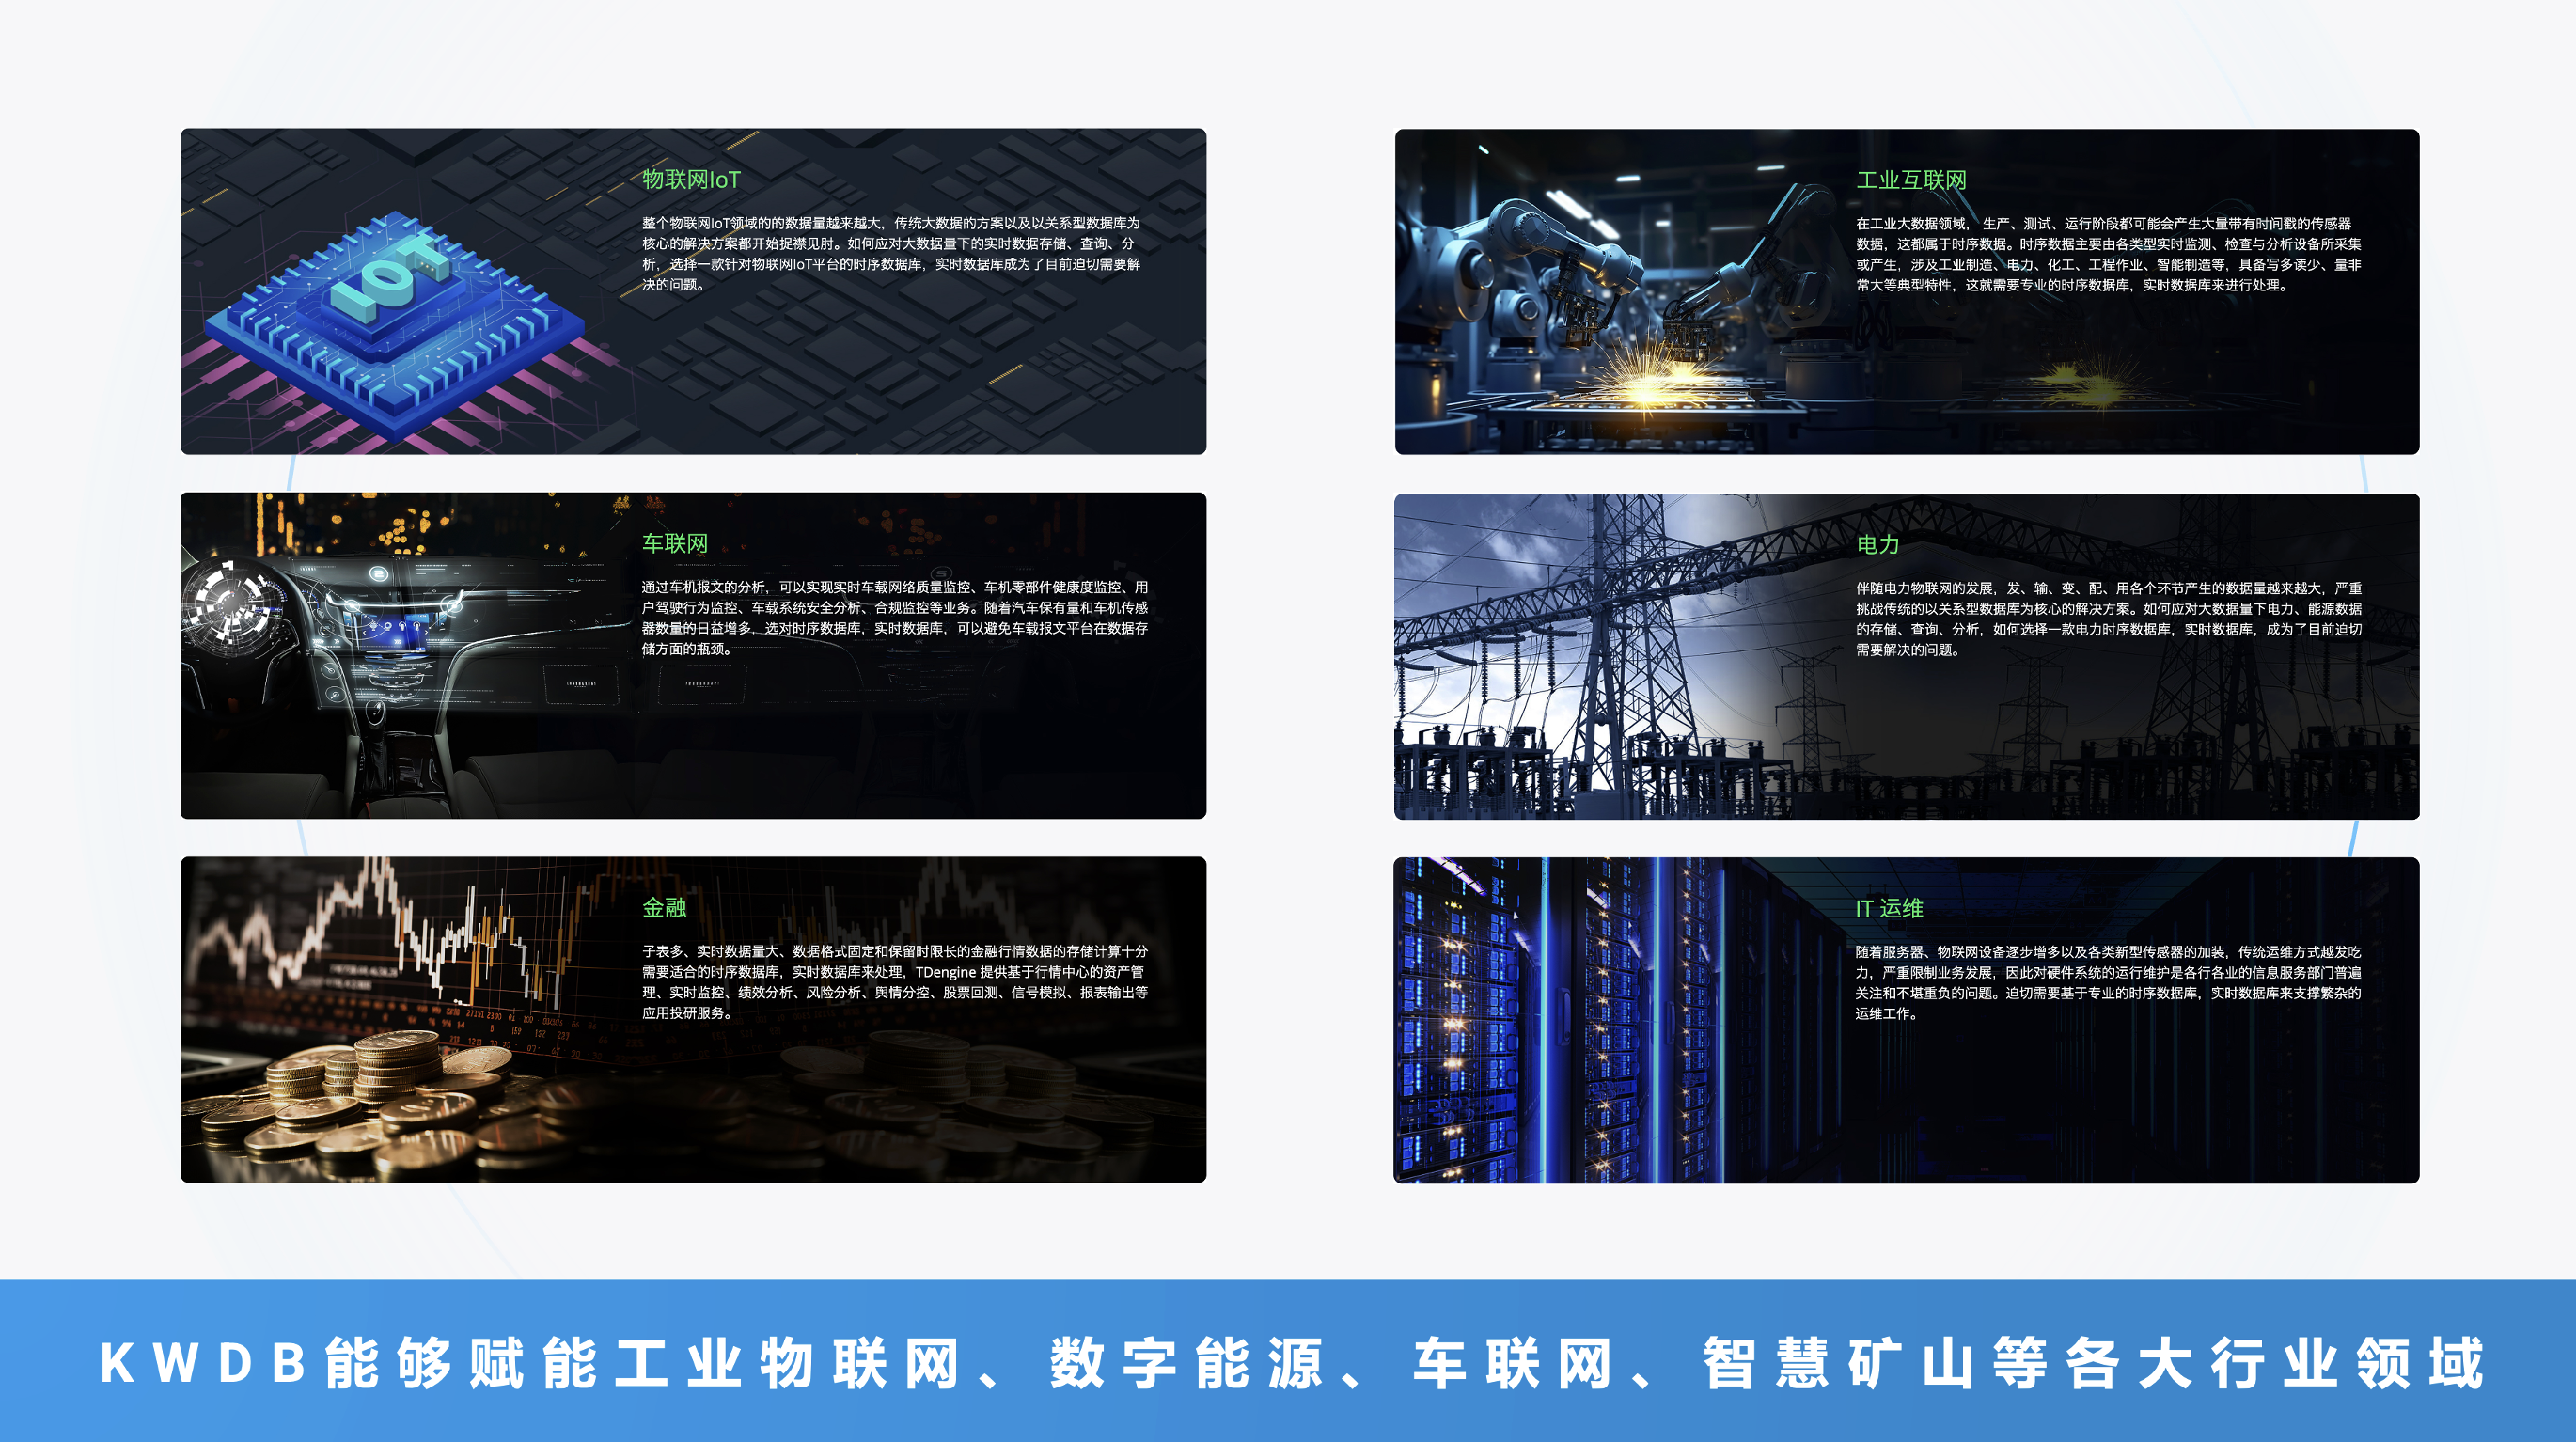 物联网IoT
整个物联网IoT领域的的数据量越来越大，传统大数据的方案以及以关系型数据库为
核心的解决方案都开始捉襟见肘。如何应对大数据量下的实时数据存储、查询、分
析，选择一款针对物联网IoT平台的时序数据库，实时数据库成为了目前迫切需要解
决的问题。
IOT
工业互联网
在工业大数据领域， 生产、测试、运行阶段都可能会产生大量带有时间戳的传感器
数据，这都属于时序数据。时序数据主要由各类型实时监测、检查与分析设备所采集
或产生，涉及工业制造、电力、化工、工程作业、智能制造等，具备写多读少、量非
常大等典型特性，这就需要专业的时序数据库，实时数据库来进行处理。
车联网
通过车机报文的分析，可以实现实时车载网络质量监控、车机零部件健康度监控、用
户驾驶行为监控、车载系统安全分析、合规监控等业务。随着汽车保有量和车机传感
器数量的日益增多，选对时序数据库，实时数据库，可以避免车载报文平台在数据存
储方面的瓶颈。
电力
伴随电力物联网的发展，发、输、变、配、用各个环节产生的数据量越来越大，严重
挑战传统的以关系型数据库为核心的解决方案。如何应对大数据量下电力、能源数据
的存储、查询、分析，如何选择一款电力时序数据库，实时数据库，成为了目前迫切
需要解决的问题。
金融
子表多、实时数据量大、数据格式固定和保留时限长的金融行情数据的存储计算十分
需要适合的时序数据库，实时数据库来处理，TDengine 提供基于行情中心的资产管
理、实时监控、绩效分析、风险分析、舆情分控、股票回测、信号模拟、报表输出等
应用投研服务。
IT 运维
随着服务器、物联网设备逐步增多以及各类新型传感器的加装，传统运维方式越发吃
力，严重限制业务发展，因此对硬件系统的运行维护是各行各业的信息服务部门普遍
关注和不堪重负的问题。迫切需要基于专业的时序数据库，实时数据库来支撑繁杂的
运维工作。
KWDB能够赋能工业物联网、数字能源、车联网、智慧矿山等各大行业领域